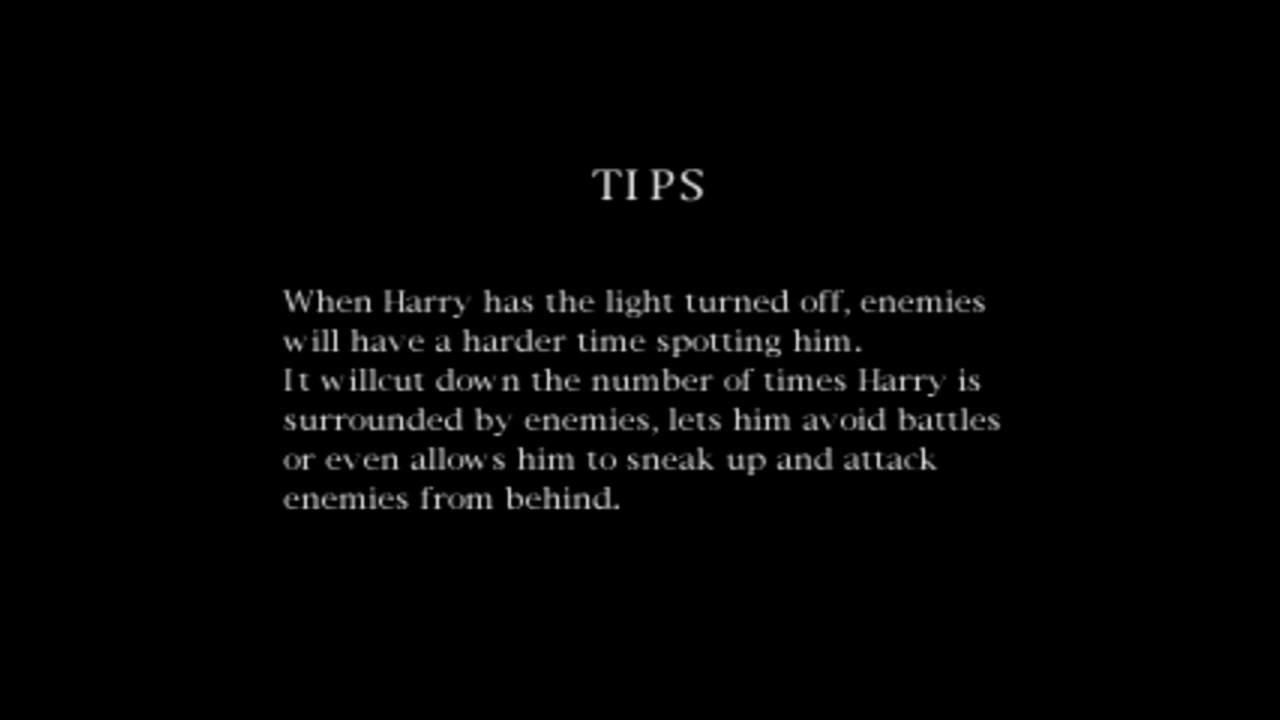 TIPS
When Harry has the light turned off, enemies
will have a harder time spotting him.
It willcut down the number of times Harry is
surrounded by enemies, lets him avoid battles
or even allows him to sneak up and attack
enemies from behind.